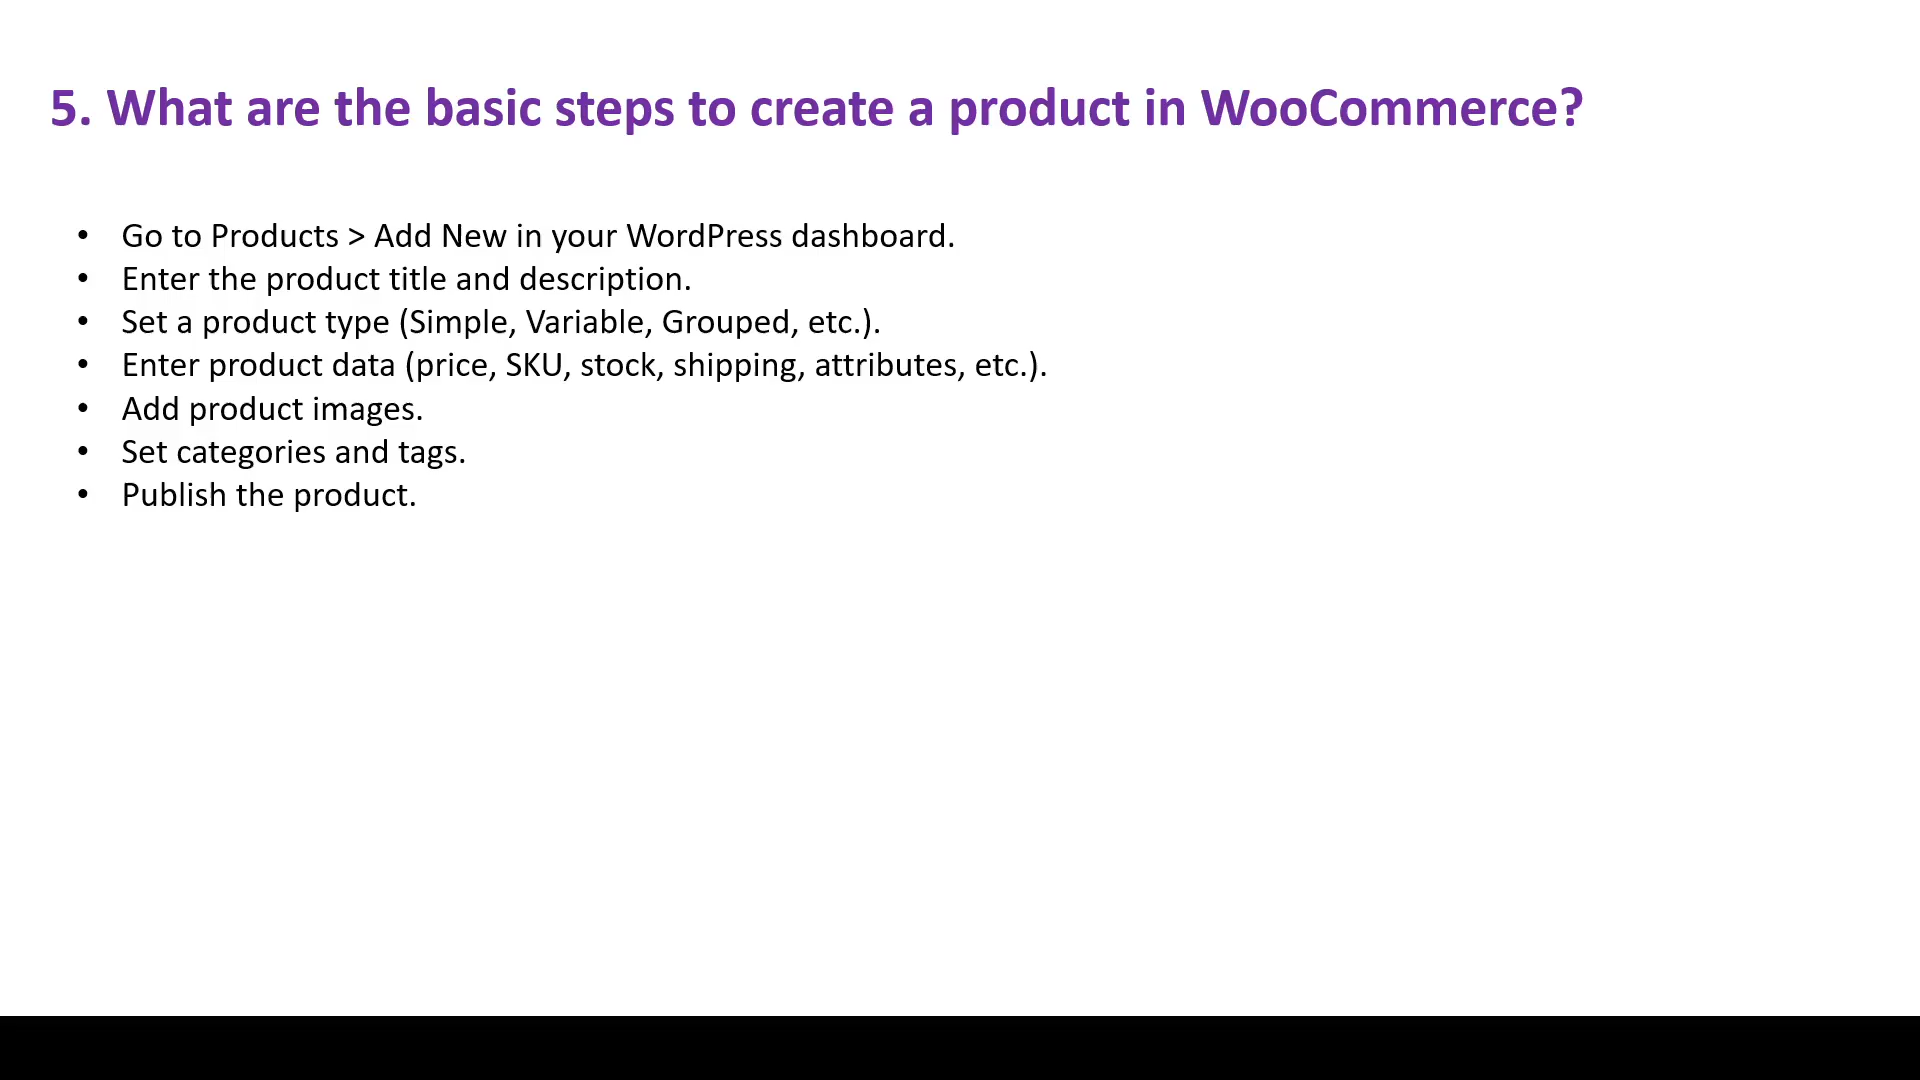 5. What are the basic steps to create a product in WooCommerce?
• Go to Products > Add New in your WordPress dashboard.
• Enter the product title and description.
• Set a product type (Simple, Variable, Grouped, etc.).
• Enter product data (price, SKU, stock, shipping, attributes, etc.).
• Add product images.
• Set categories and tags.
• Publish the product.